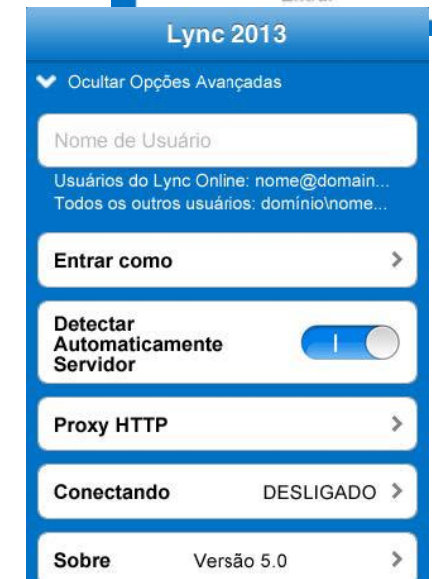 Lync 2013
Ocultar Opções Avançadas
Nome de Usuário
Usuários do Lync Online: nome@domain...
Todos os outros usuários: domínio\nome...
Entrar como
Detectar
Automaticamente
Servidor
Proxy HTTP
Conectando DESLIGADO
Sobre Versão 5.0